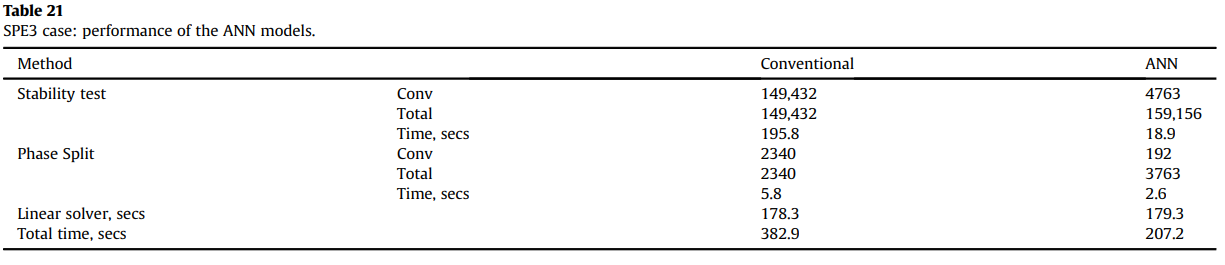 Table 21
SPE3 case: performance of the ANN models.
Method Conventional ANN
Stability test Conv 149,432 4763
Total 149,432 159,156
Time, secs 195.8 18.9
Phase Split Conv 2340 192
Total 2340 3763
Time, secs 5.8 2.6
Linear solver, secs 178.3 179.3
Total time, secs 382.9 207.2